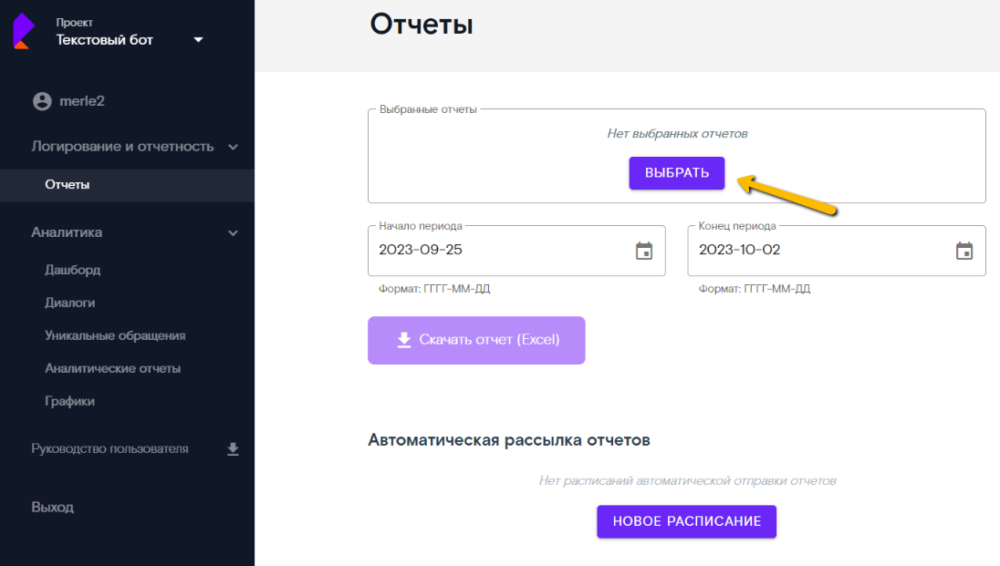 Проект
Текстовый бот
merle2
Логирование и отчетность
Отчеты
Аналитика
Дашборд
Диалоги
Уникальные обращения
Аналитические отчеты
Графики
Руководство пользователя
Выход
Отчеты
Выбранные отчеты
Нет выбранных отчетов
ВЫБРАТЬ
Начало периода
2023-09-25
Формат: ГГГГ-ММ-ДД
Конец периода
2023-10-02
Формат: ГГГГ-ММ-ДД
Скачать отчет (Excel)
Автоматическая рассылка отчетов
Нет расписаний автоматической отправки отчетов
НОВОЕ РАСПИСАНИЕ